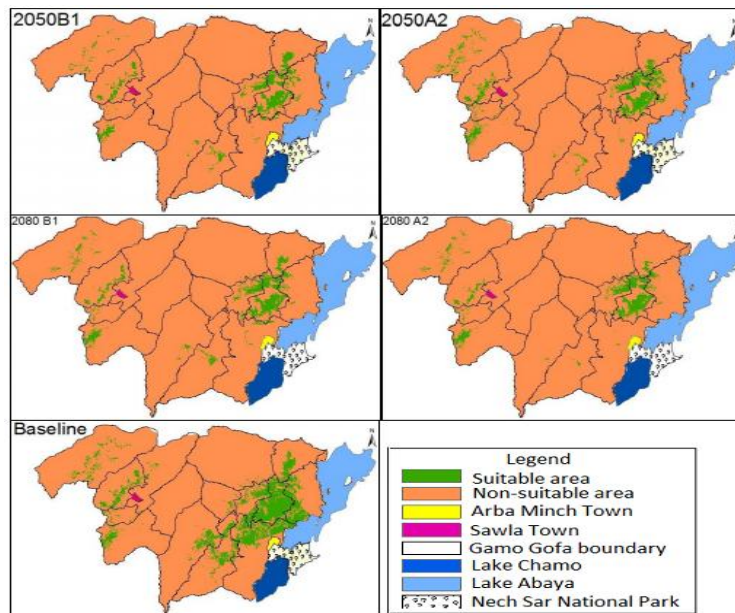 2050B1
N
2050A2
N
2080 B1
N
2080 A2
N
Baseline
N
Legend
Suitable area
Non-suitable area
Arba Minch Town
Sawla Town
Gamo Gofa boundary
Lake Chamo
Lake Abaya
Nech Sar National Park